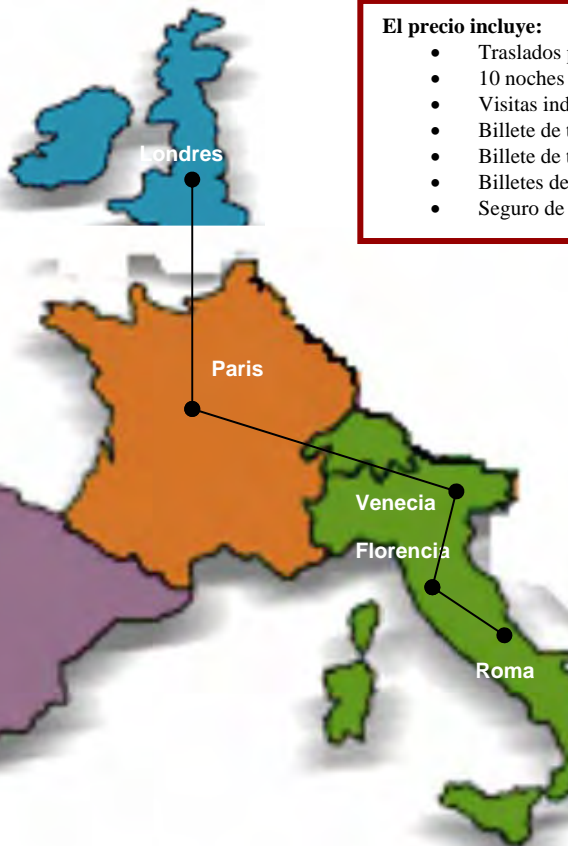 El precio incluye:
• Traslados
• 10 noches
• Visitas
• Billete de
• Billete de
• Billetes de
• Seguro de
Londres
Paris
Venecia
Florencia
Roma